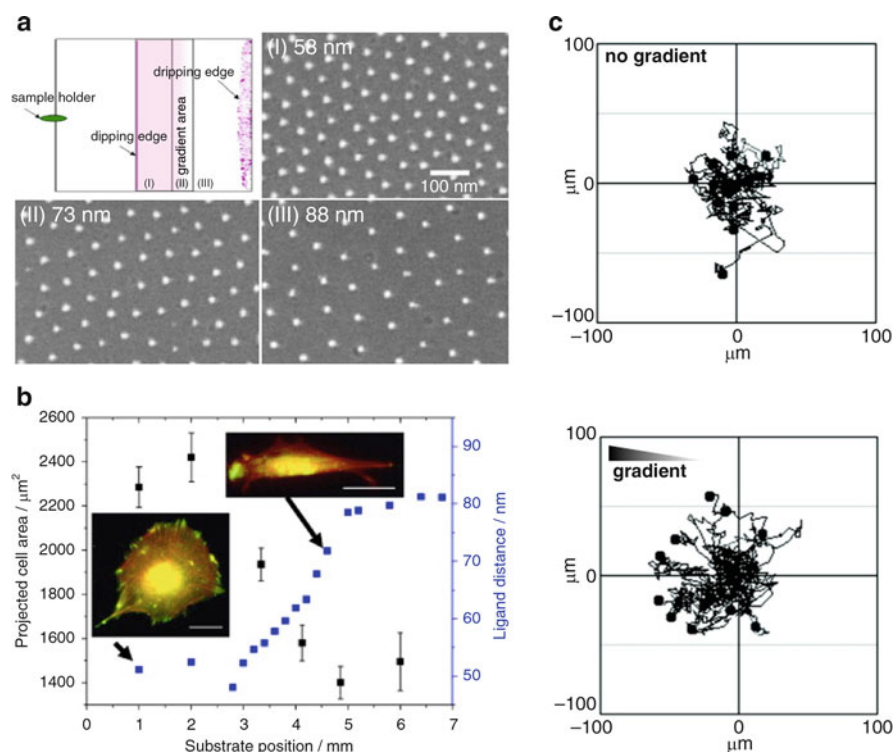 a
sample holder
dipping edge
gradient area
dripping edge
(I)
(II)
(III)
(I) 58 nm
100 nm
(II) 73 nm
(III) 88 nm
b
Projected cell area / μm²
2600
2400
2200
2000
1800
1600
1400
0 1 2 3 4 5 6 7
Substrate position / mm
90
80
70
60
50
Ligand distance / nm
c
100
no gradient
μm
0
−100
−100 0 100
μm
100
gradient
μm
0
−100
−100 0 100
μm